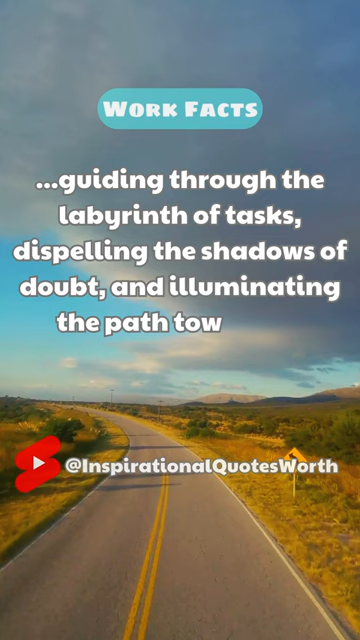 Work Facts
...guiding through the
labyrinth of tasks,
dispelling the shadows of
doubt, and illuminating
the path tow
@InspirationalQuotesWorth